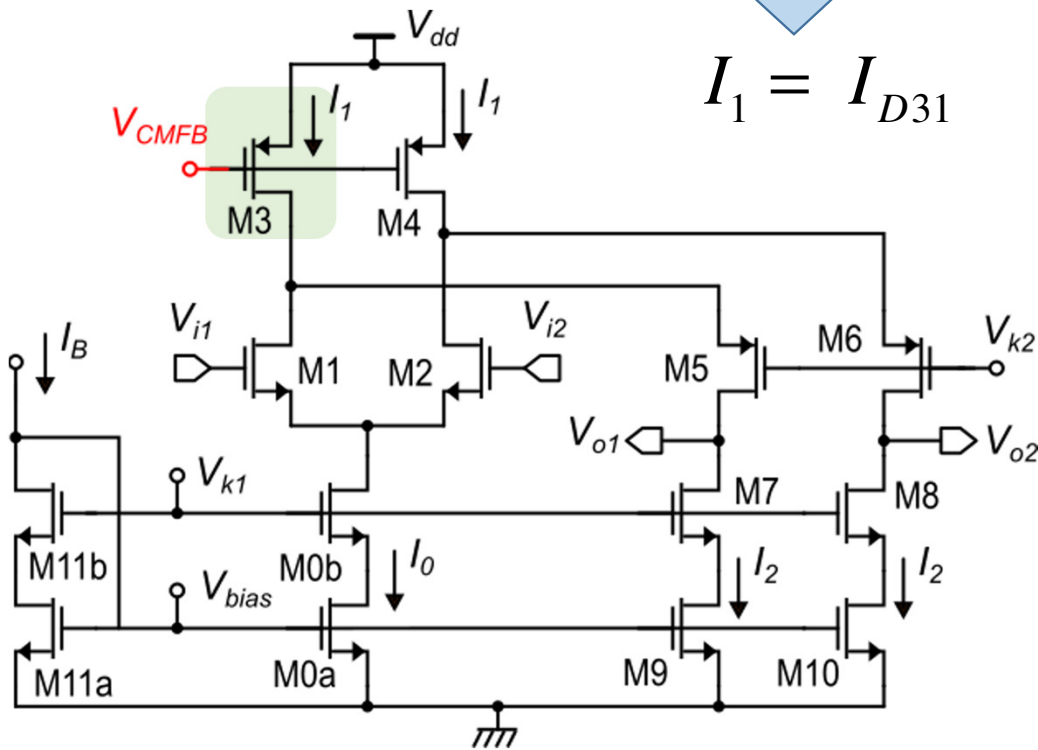 V_dd
I_1 = I_D31
I_1
I_1
V_CMFB
M3
M4
V_i1
V_i2
I_B
M1
M2
M5
M6
V_k2
V_o1
V_o2
V_k1
M7
M8
M11b
M0b
I_0
I_2
I_2
V_bias
M11a
M0a
M9
M10